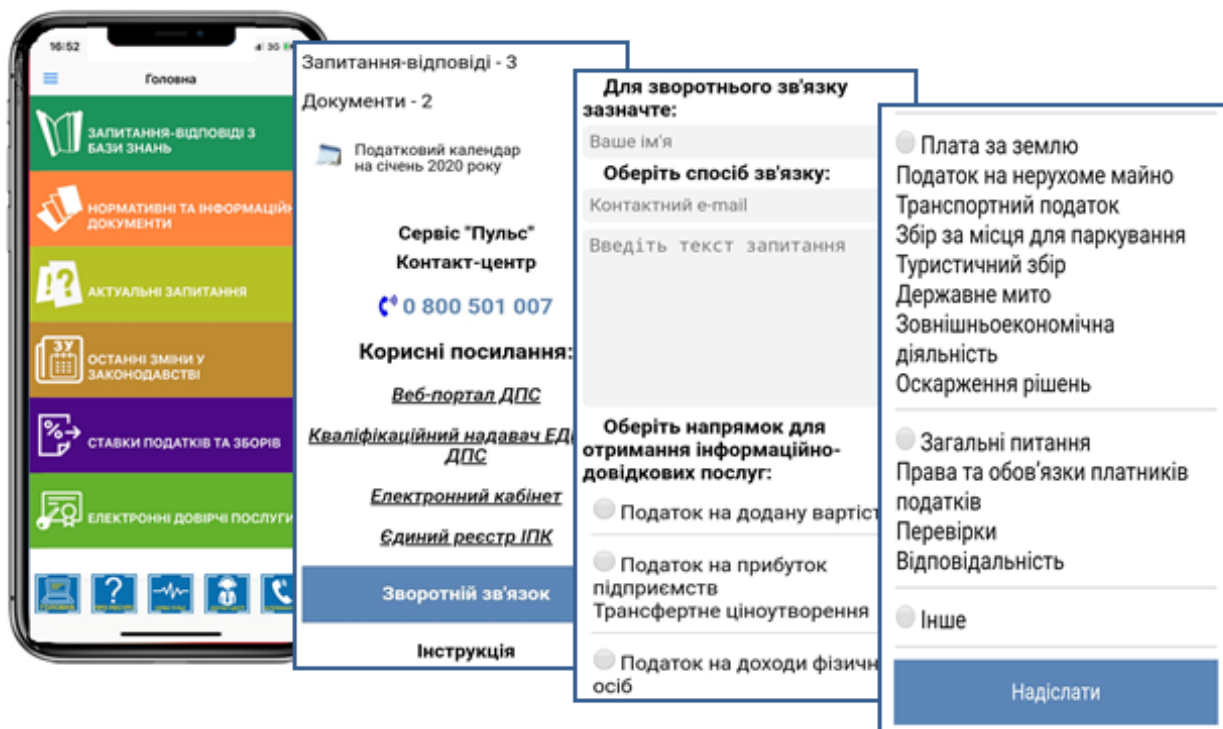 16:52
3G
Головна
ЗАПИТАННЯ-ВІДПОВІДІ З
БАЗИ ЗНАНЬ
НОРМАТИВНІ ТА ІНФОРМАЦІЙН
ДОКУМЕНТИ
АКТУАЛЬНІ ЗАПИТАННЯ
ЗУ
ОСТАННІ ЗМІНИ У
ЗАКОНОДАВСТВІ
СТАВКИ ПОДАТКІВ ТА ЗБОРІВ
ЕЛЕКТРОННІ ДОВІРЧІ ПОСЛУГИ
Запитання-відповіді - 3
Документи - 2
Податковий календар
на січень 2020 року
Сервіс "Пульс"
Контакт-центр
0 800 501 007
Корисні посилання:
Веб-портал ДПС
Кваліфікаційний надавач ЕД
ДПС
Електронний кабінет
Єдиний реєстр ІПК
Зворотній зв'язок
Інструкція
Для зворотнього зв'язку
зазначте:
Ваше ім'я
Оберіть спосіб зв'язку:
Контактний e-mail
Введіть текст запитання
Оберіть напрямок для
отримання інформаційно-
довідкових послуг:
Податок на додану вартіст
Податок на прибуток
підприємств
Трансфертне ціноутворення
Податок на доходи фізичн
осіб
Плата за землю
Податок на нерухоме майно
Транспортний податок
Збір за місця для паркування
Туристичний збір
Державне мито
Зовнішньоекономічна
діяльність
Оскарження рішень
Загальні питання
Права та обов’язки платників
податків
Перевірки
Відповідальність
Інше
Надіслати